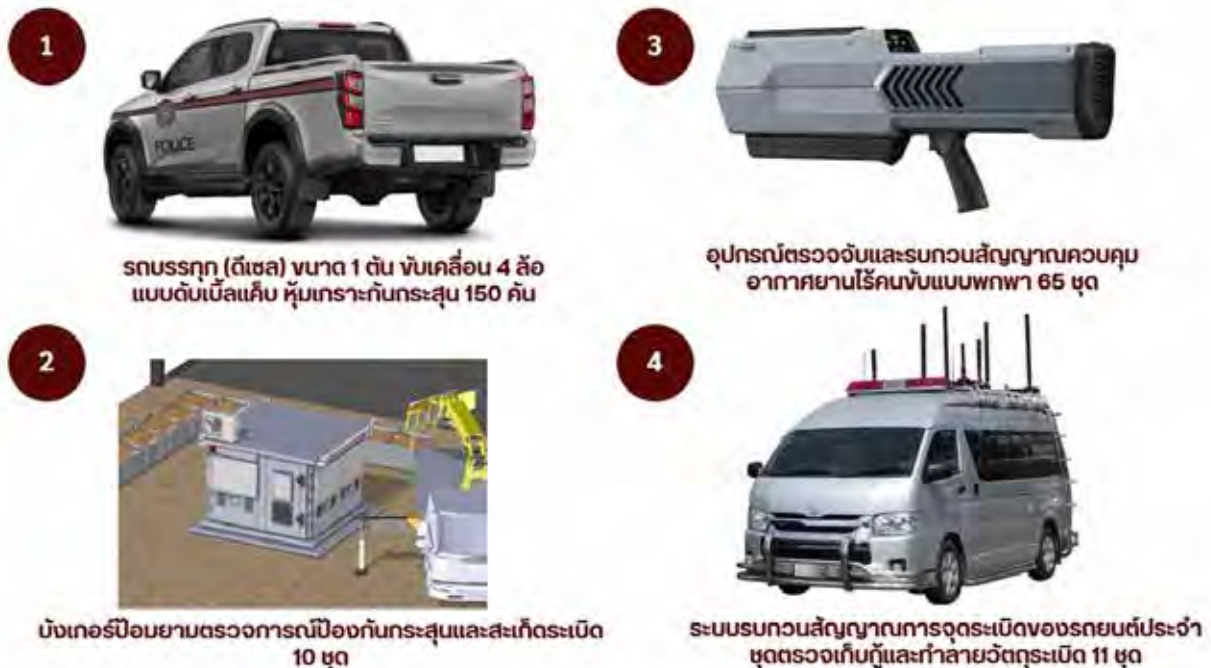 1
POLICE
รถบรรทุก (ดีเซล) ขนาด 1 ตัน ขับเคลื่อน 4 ล้อ
แบบดับเบิ้ลแค็บ หุ้มเกราะกันกระสุน 150 คัน
2
บังเกอร์ป้อมยามตรวจการณ์ป้องกันกระสุนและสะเก็ดระเบิด
10 ชุด
3
อุปกรณ์ตรวจจับและรบกวนสัญญาณควบคุม
อากาศยานไร้คนขับแบบพกพา 65 ชุด
4
ระบบรบกวนสัญญาณการจุดระเบิดของรถยนต์ประจำ
ชุดตรวจเก็บกู้และทำลายวัตถุระเบิด 11 ชุด